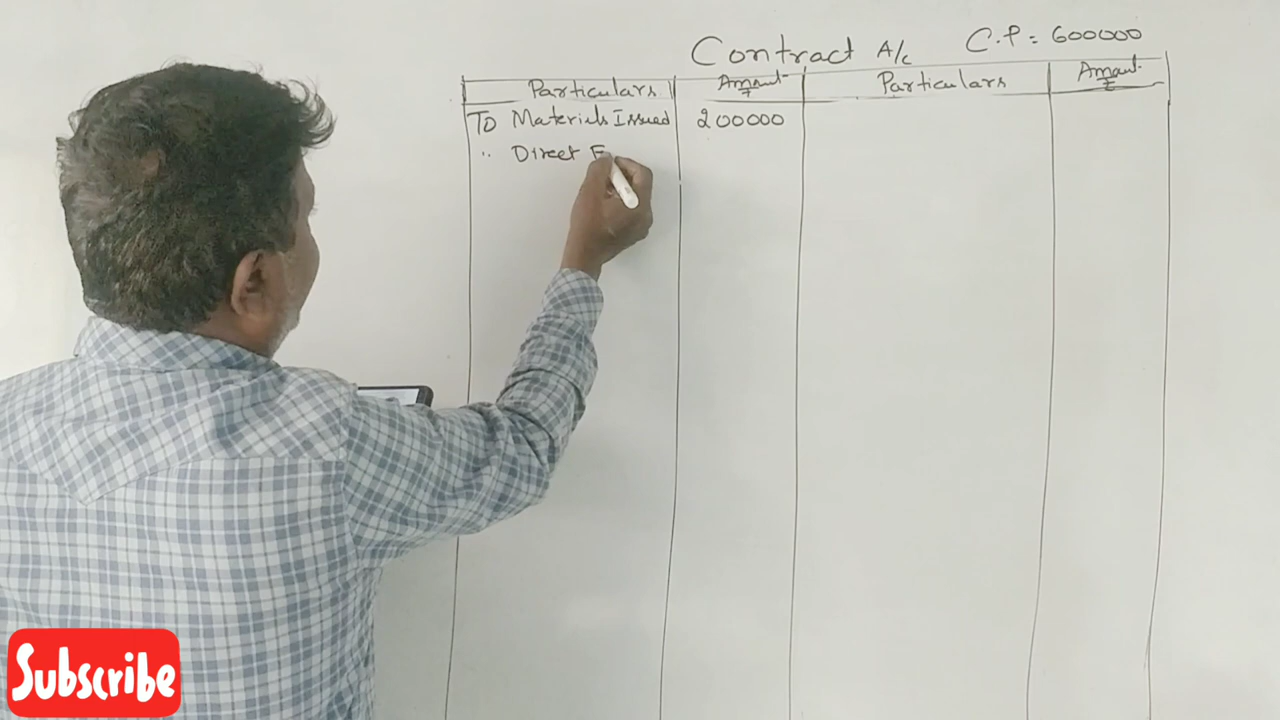 Contract A/c C.P = 600000
Particulars Amount ₹ Particulars Amount ₹
To Materials Issued 200000
" Direct E
Subscribe